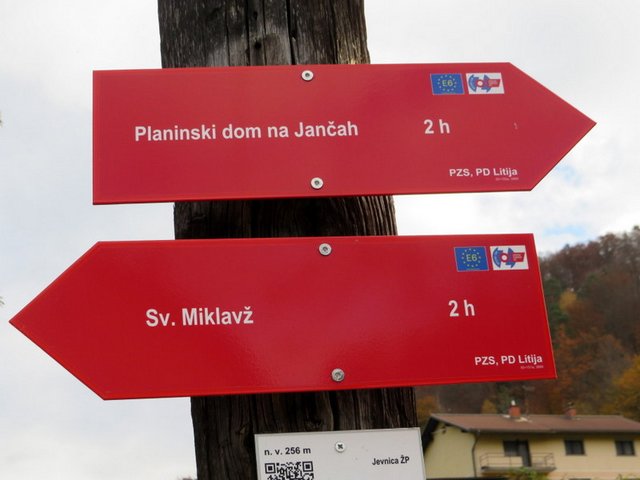 E6
Planinski dom na Jančah 2 h
PZS, PD Litija
E6
Sv. Miklavž 2 h
PZS, PD Litija
n. v. 256 m
Jevnica ŽP